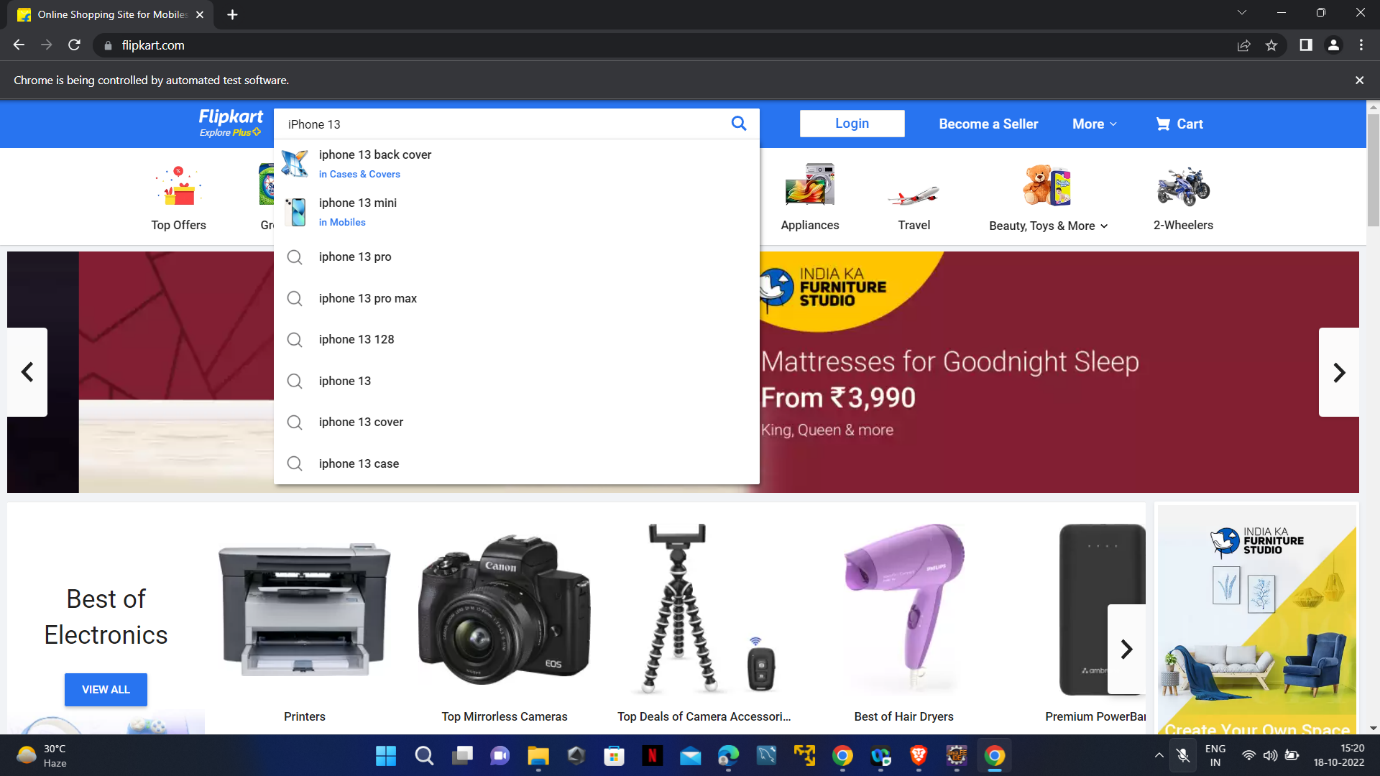 Online Shopping Site for Mobiles
flipkart.com
Chrome is being controlled by automated test software.
Flipkart
Explore Plus
iPhone 13
Login
Become a Seller
More
Cart
iphone 13 back cover
in Cases & Covers
iphone 13 mini
in Mobiles
iphone 13 pro
iphone 13 pro max
iphone 13 128
iphone 13
iphone 13 cover
iphone 13 case
Top Offers
Gr
Appliances
Travel
Beauty, Toys & More
2-Wheelers
INDIA KA
FURNITURE
STUDIO
Mattresses for Goodnight Sleep
From ₹3,990
King, Queen & more
Best of
Electronics
VIEW ALL
Canon
EOS
PHILIPS
ambr
Printers
Top Mirrorless Cameras
Top Deals of Camera Accessori...
Best of Hair Dryers
Premium PowerBan
INDIA KA
FURNITURE
STUDIO
Create Your Own Space
30°C
Haze
ENG
IN
15:20
18-10-2022